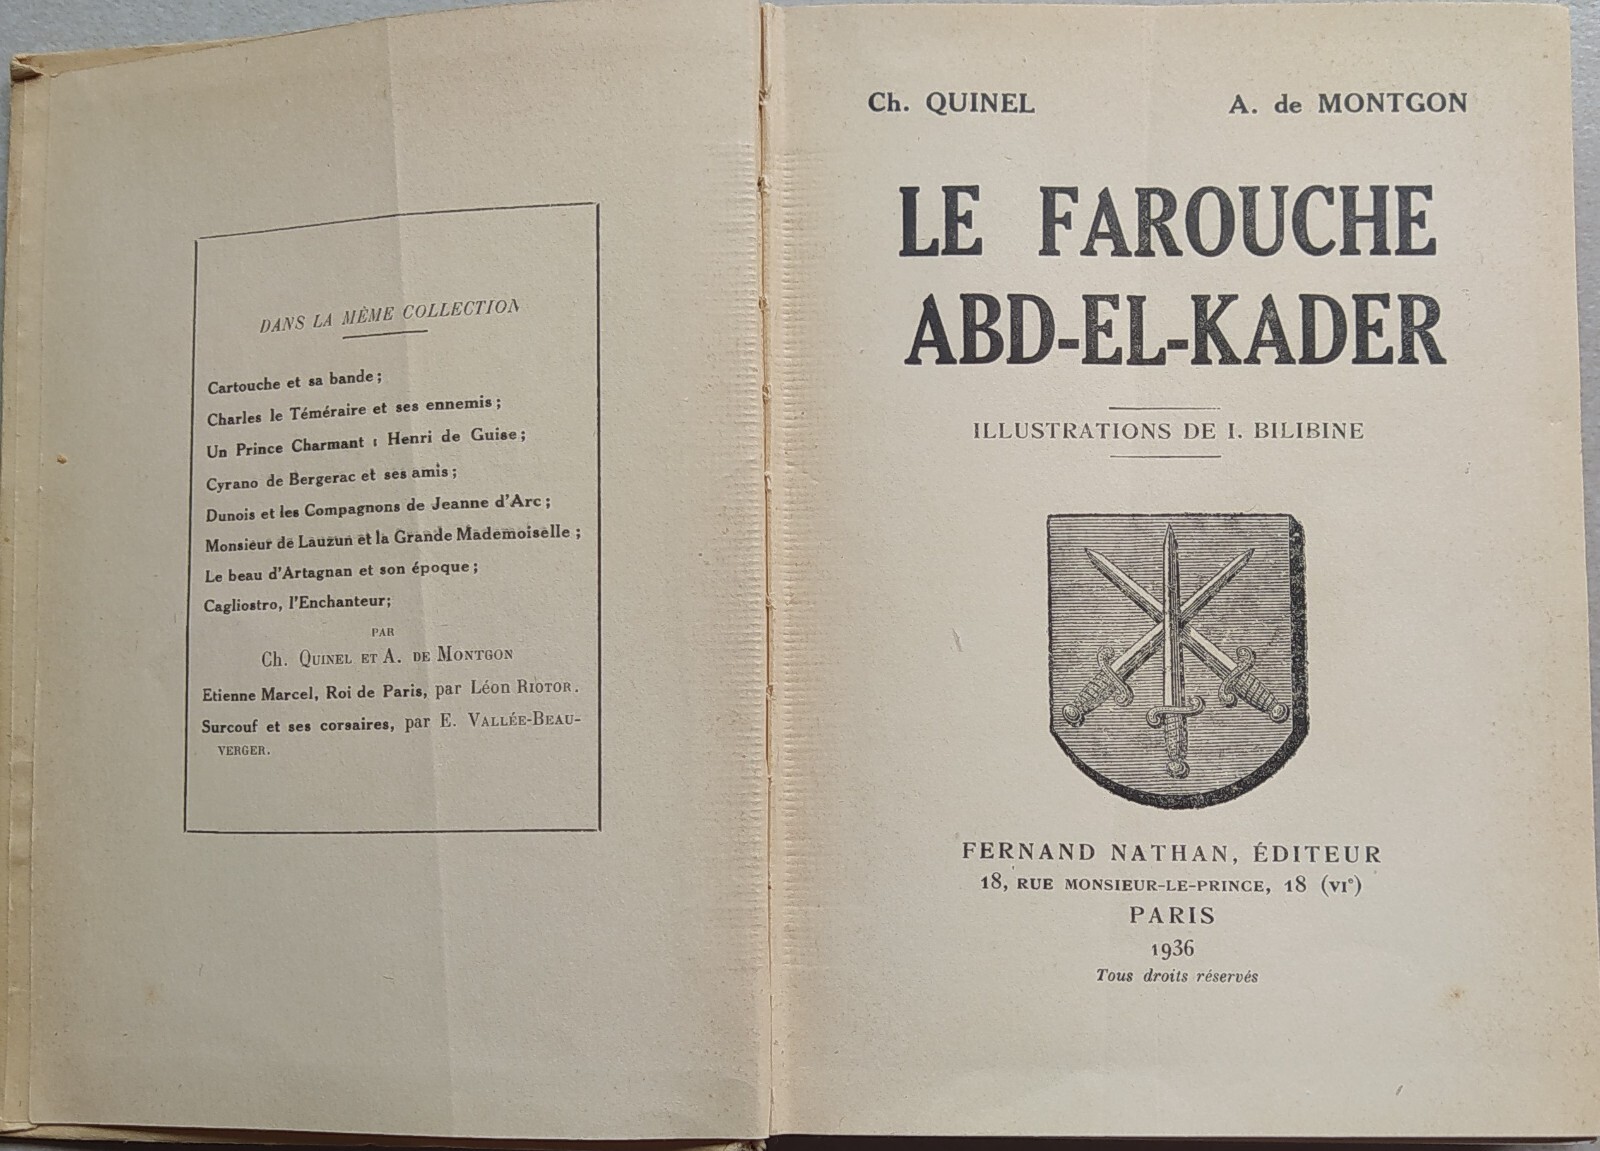 DANS LA MÊME COLLECTION
Cartouche et sa bande ;
Charles le Téméraire et ses ennemis ;
Un Prince Charmant : Henri de Guise ;
Cyrano de Bergerac et ses amis ;
Dunois et les Compagnons de Jeanne d'Arc ;
Monsieur de Lauzun et la Grande Mademoiselle ;
Le beau d'Artagnan et son époque ;
Cagliostro, l'Enchanteur;
PAR
Ch. QUINEL ET A. DE MONTGON
Etienne Marcel, Roi de Paris, par Léon RIOTOR.
Surcouf et ses corsaires, par E. VALLÉE-BEAU-
VERGER.
Ch. QUINEL A. de MONTGON
LE FAROUCHE
ABD-EL-KADER
ILLUSTRATIONS DE I. BILIBINE
FERNAND NATHAN, ÉDITEUR
18, RUE MONSIEUR-LE-PRINCE, 18 (VIe)
PARIS
1936
Tous droits réservés